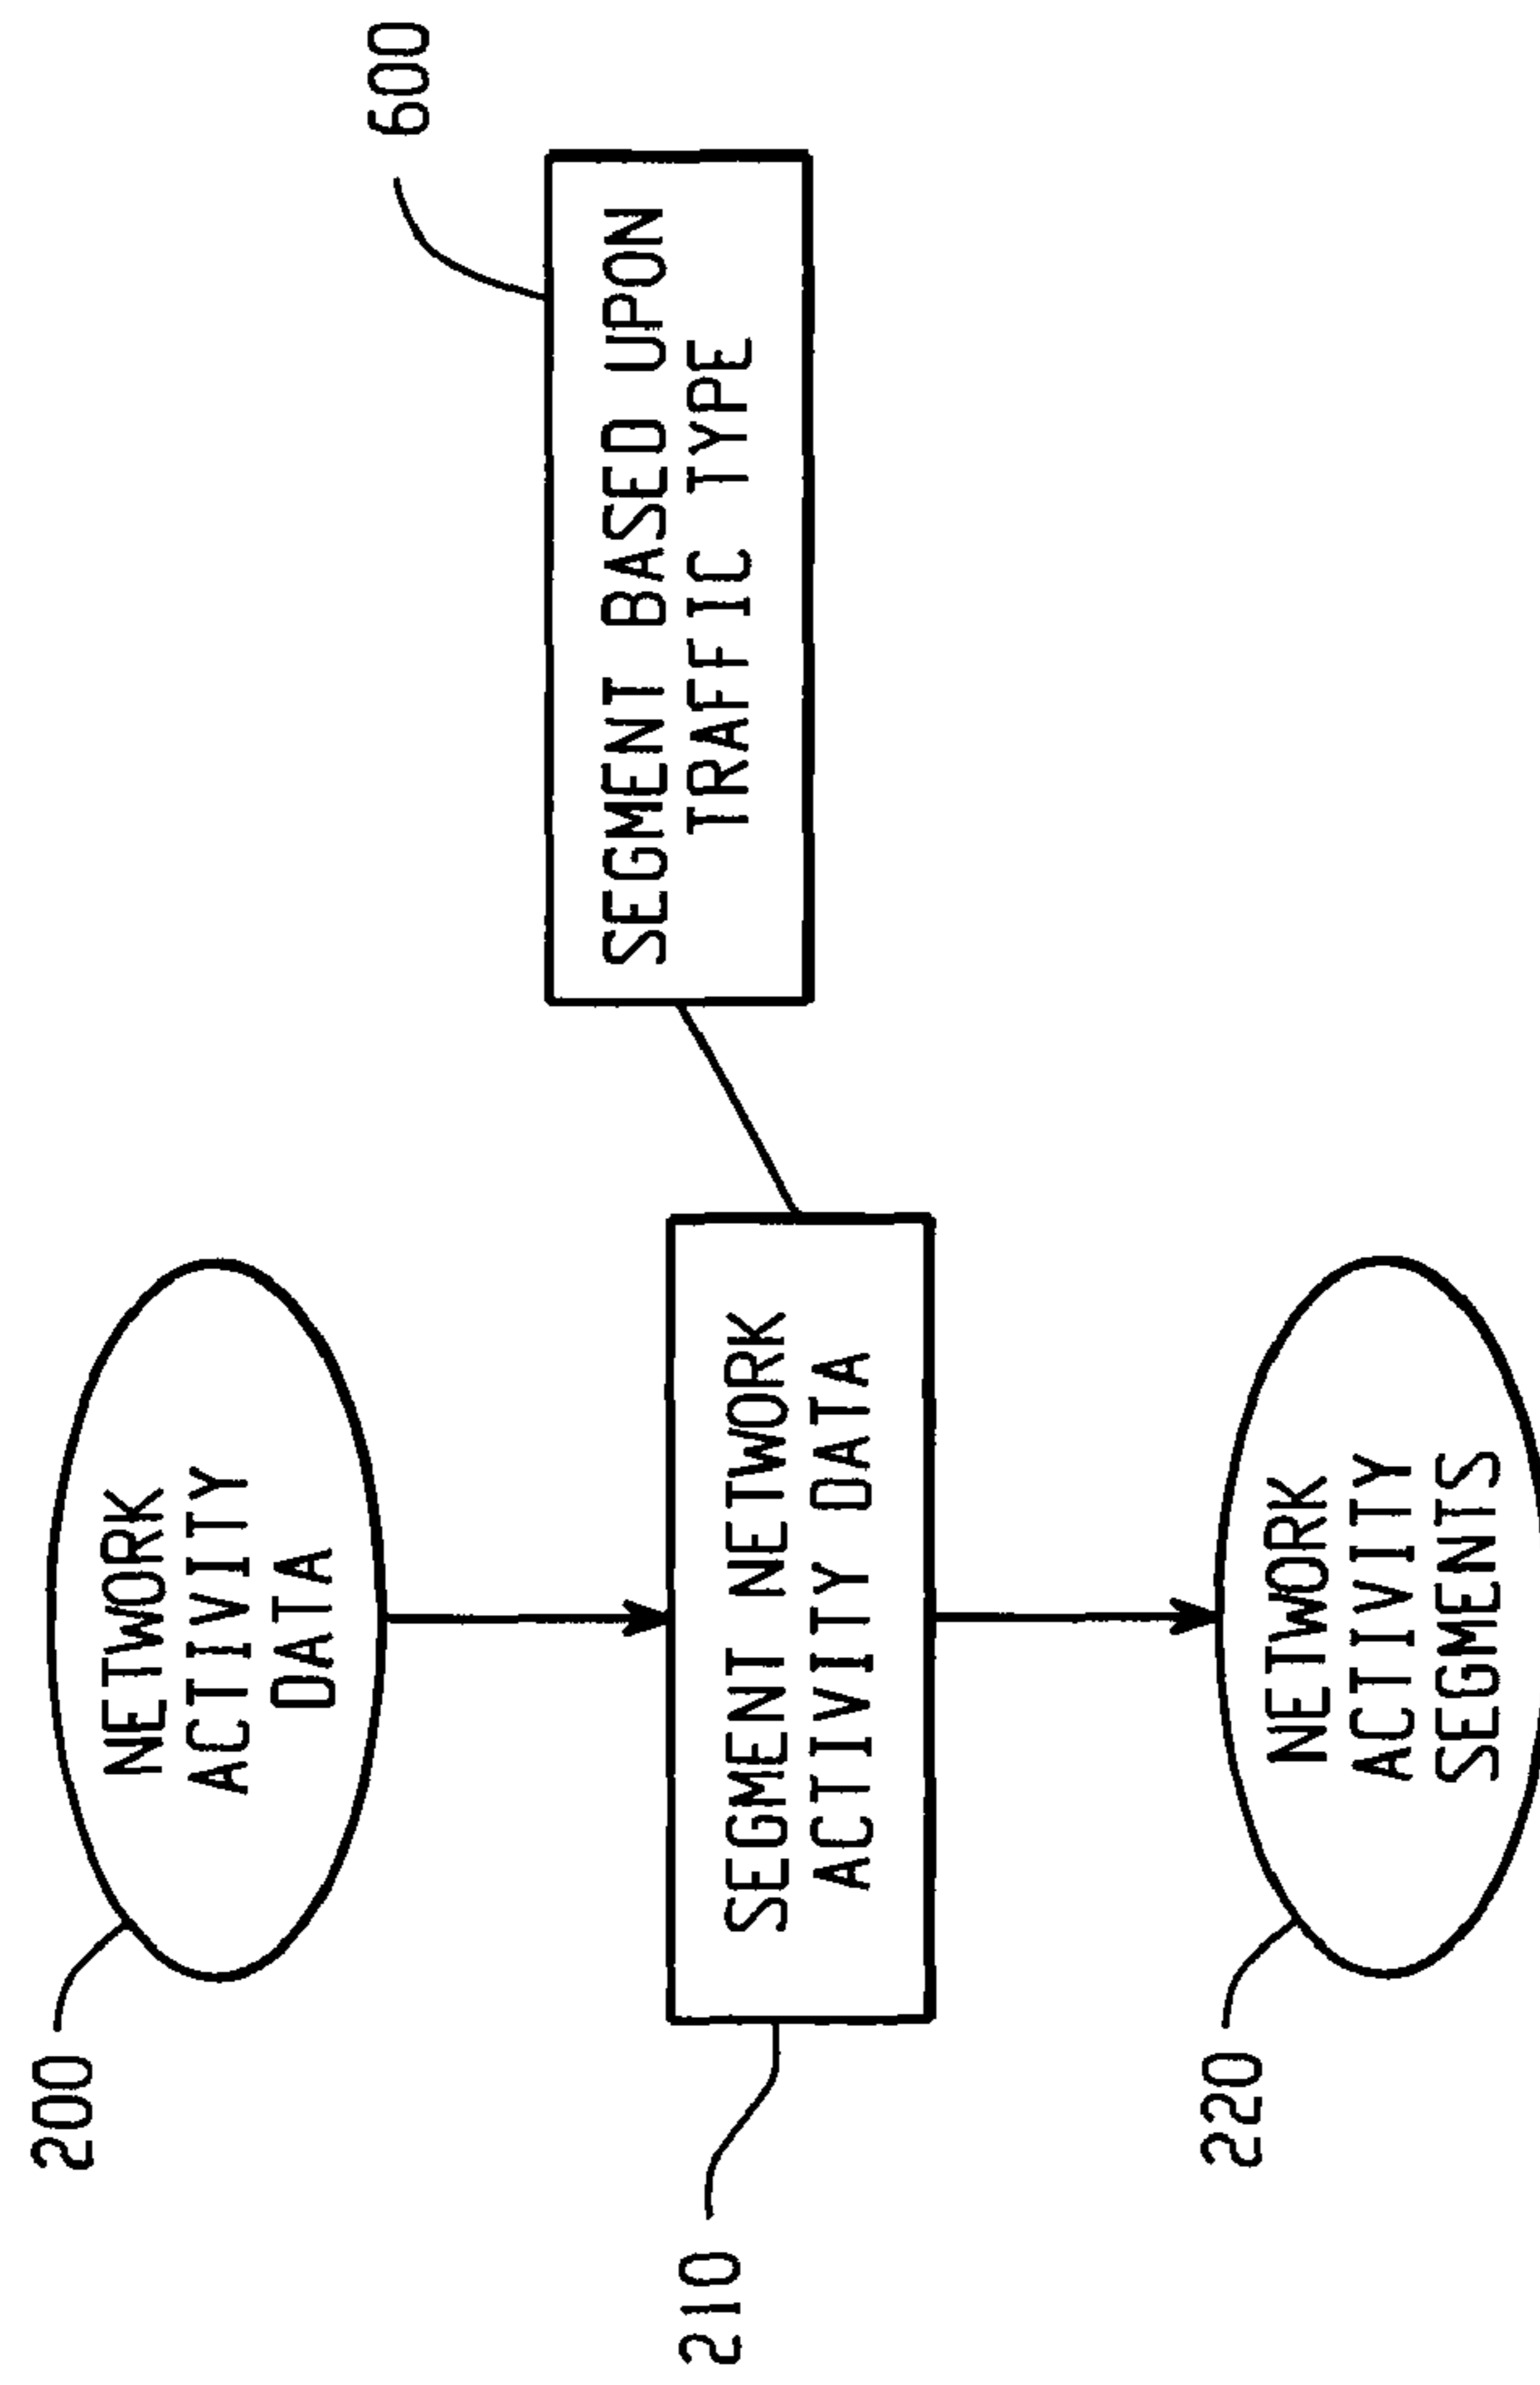 200
NETWORK
ACTIVITY
DATA
600
SEGMENT BASED UPON
TRAFFIC TYPE
210
SEGMENT NETWORK
ACTIVITY DATA
220
NETWORK
ACTIVITY
SEGMENTS